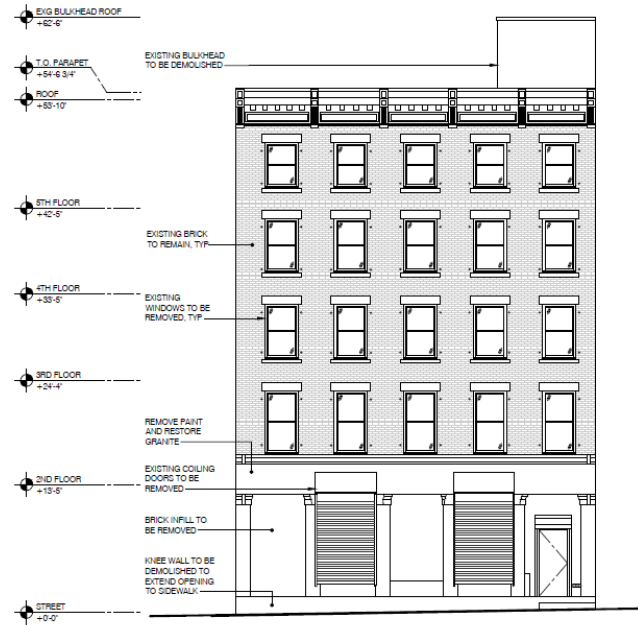 EXG BULKHEAD ROOF
+62'-6"
EXISTING BULKHEAD
TO BE DEMOLISHED
T.O. PARAPET
+54'-6 3/4"
ROOF
+53'-10"
5TH FLOOR
+42'-5"
EXISTING BRICK
TO REMAIN, TYP
4TH FLOOR
+33'-5"
EXISTING
WINDOWS TO BE
REMOVED, TYP
3RD FLOOR
+24'-4"
REMOVE PAINT
AND RESTORE
GRANITE
EXISTING COILING
DOORS TO BE
REMOVED
2ND FLOOR
+13'-5"
BRICK INFILL TO
BE REMOVED
KNEE WALL TO BE
DEMOLISHED TO
EXTEND OPENING
TO SIDEWALK
STREET
+0'-0"